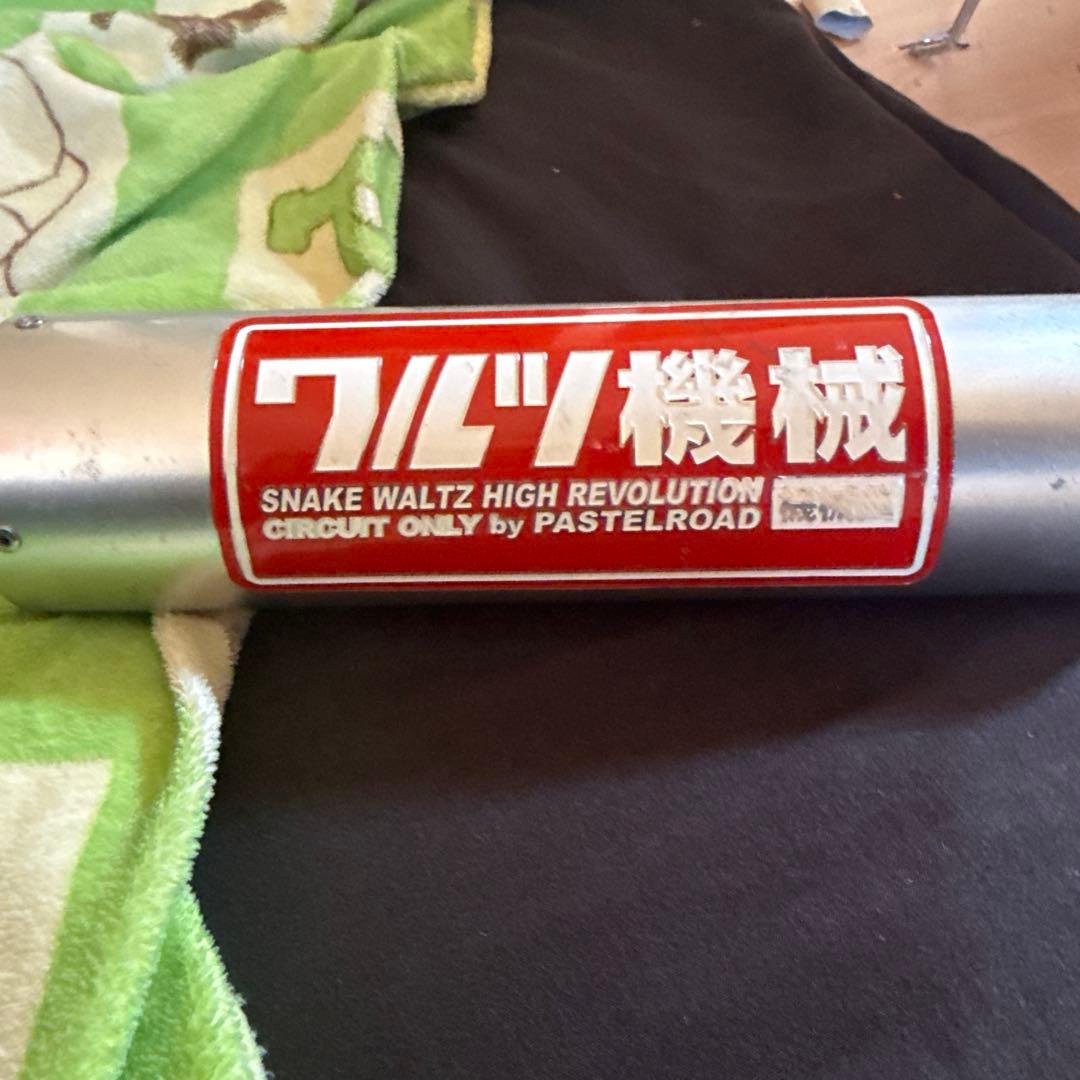 ワルツ機械
SNAKE WALTZ HIGH REVOLUTION
CIRCUIT ONLY by PASTELROAD